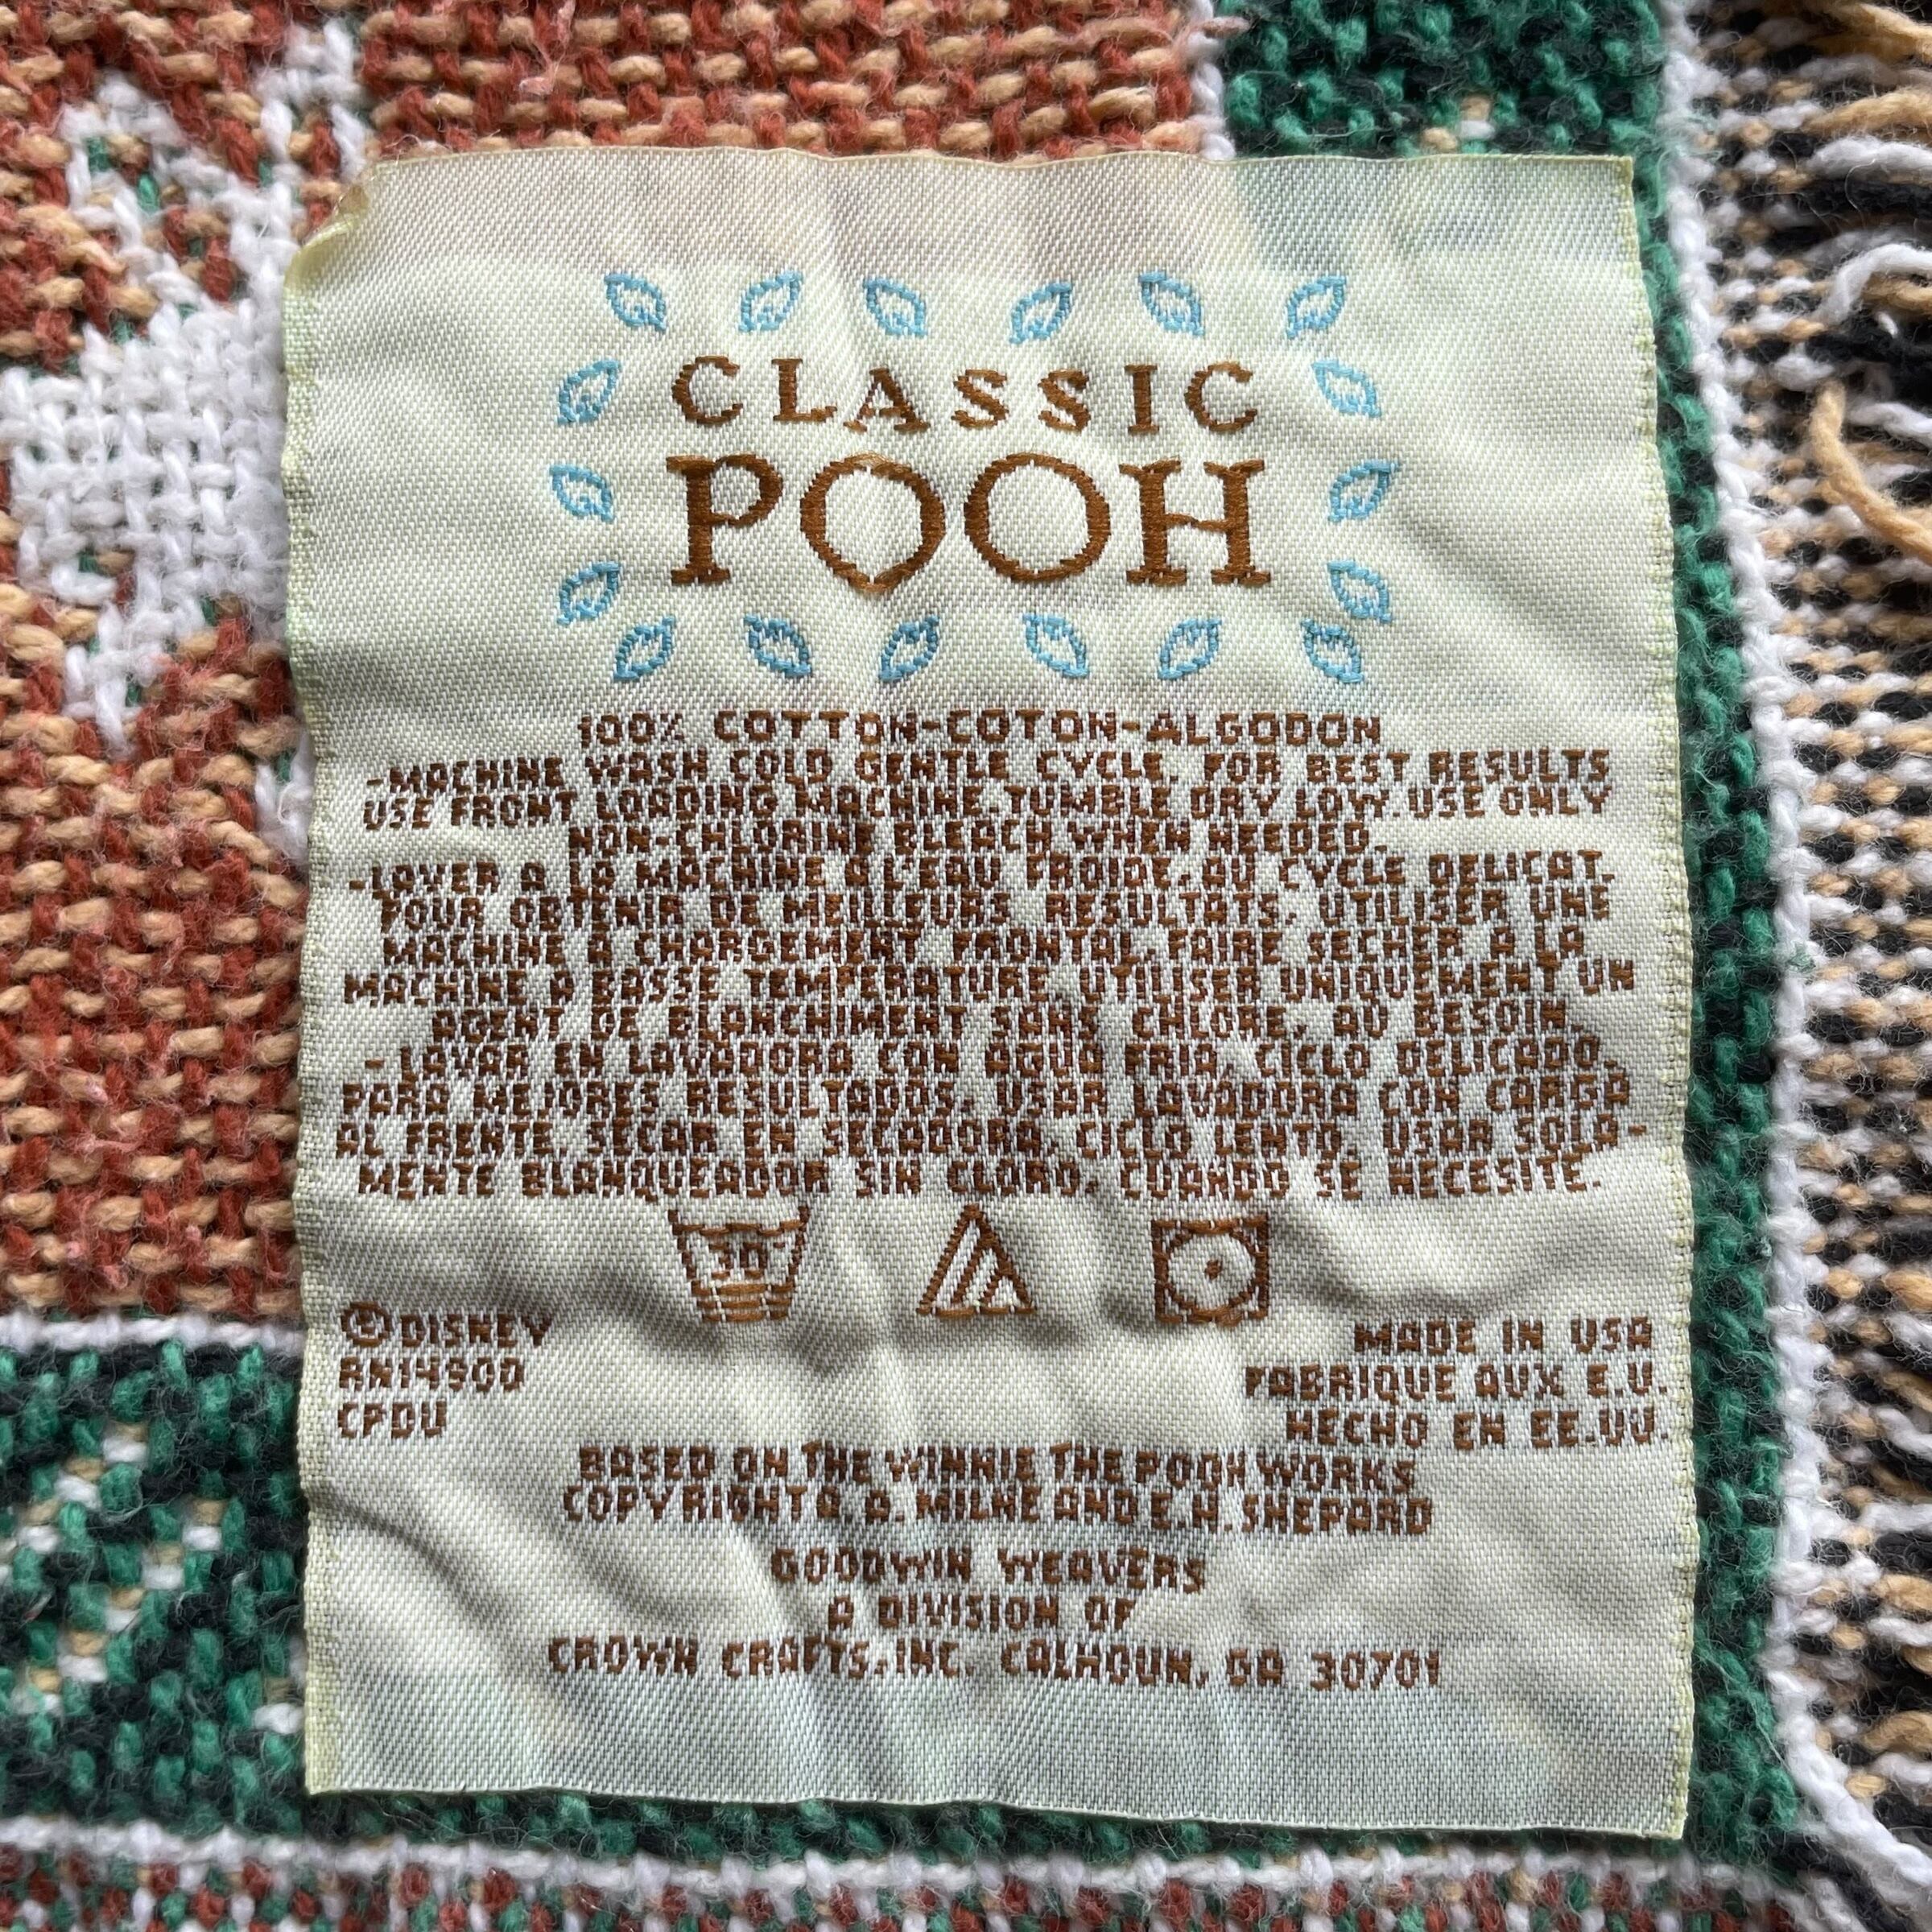 CLASSIC
POOH
100% COTTON-COTON-ALGODON
-MACHINE WASH COLD GENTLE CYCLE. FOR BEST RESULTS
USE FRONT LOADING MACHINE.TUMBLE DRY LOW.USE ONLY
NON-CHLORINE BLEACH WHEN NEEDED.
-LAVER A LA MACHINE A L'EAU FROIDE,AU CYCLE DELICAT.
POUR OBTENIR DE MEILLEURS RESULTATS, UTILISER UNE
MACHINE A CHARGEMENT FRONTAL.FAIRE SECHER A LA
MACHINE A BASSE TEMPERATURE UTILISER UNIQUEMENT UN
AGENT DE BLANCHIMENT SANS CHLORE, AU BESOIN.
- LAVAR EN LAVADORA CON AGUA FRIA, CICLO DELICADO.
PARA MEJORES RESULTADOS, USAR LAVADORA CON CARGA
AL FRENTE. SECAR EN SECADORA, CICLO LENTO. USAR SOLA-
MENTE BLANQUEADOR SIN CLORO, CUANDO SE NECESITE.
30°
© DISNEY
RN14900
CPDU
MADE IN USA
FABRIQUE AUX E.U.
HECHO EN EE.UU.
BASED ON THE WINNIE THE POOH WORKS
COPYRIGHT A.A. MILNE AND E.H. SHEPARD
GOODWIN WEAVERS
A DIVISION OF
CROWN CRAFTS,INC. CALHOUN, GA 30701